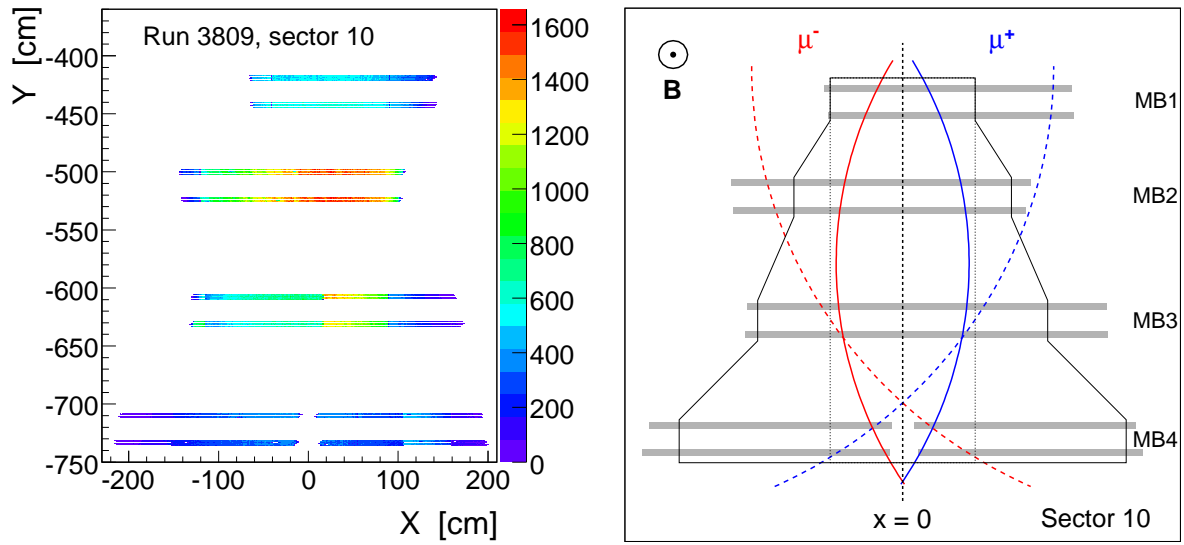 Run 3809, sector 10
Y [cm]
-400
-450
-500
-550
-600
-650
-700
-750
-200 -100 0 100 200
X [cm]
1600
1400
1200
1000
800
600
400
200
0
μ- μ+
B
MB1
MB2
MB3
MB4
x = 0
Sector 10